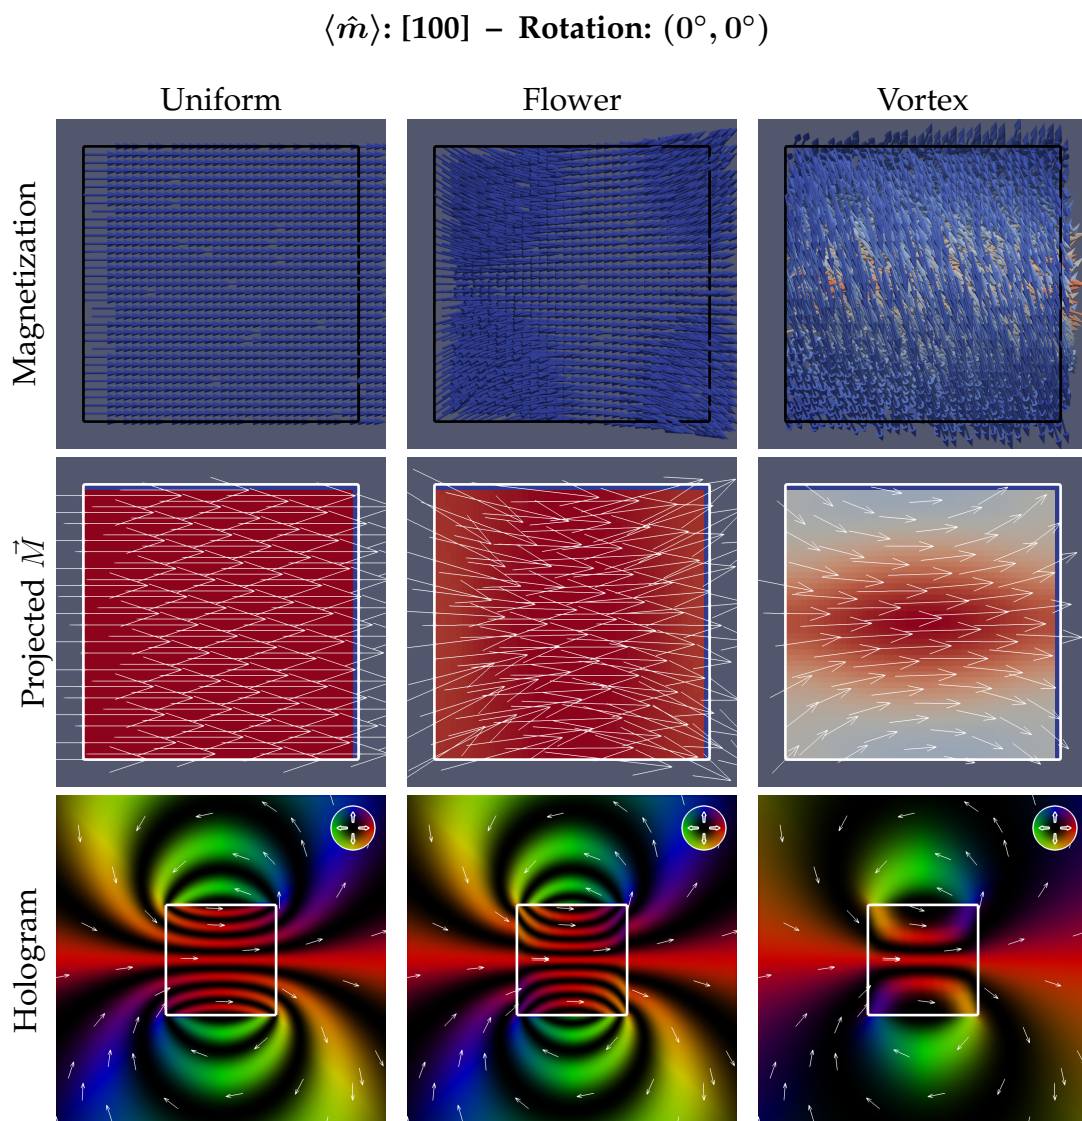 ⟨m̂⟩: [100] – Rotation: (0°, 0°)
Uniform Flower Vortex
Magnetization
Projected M⃗
Hologram